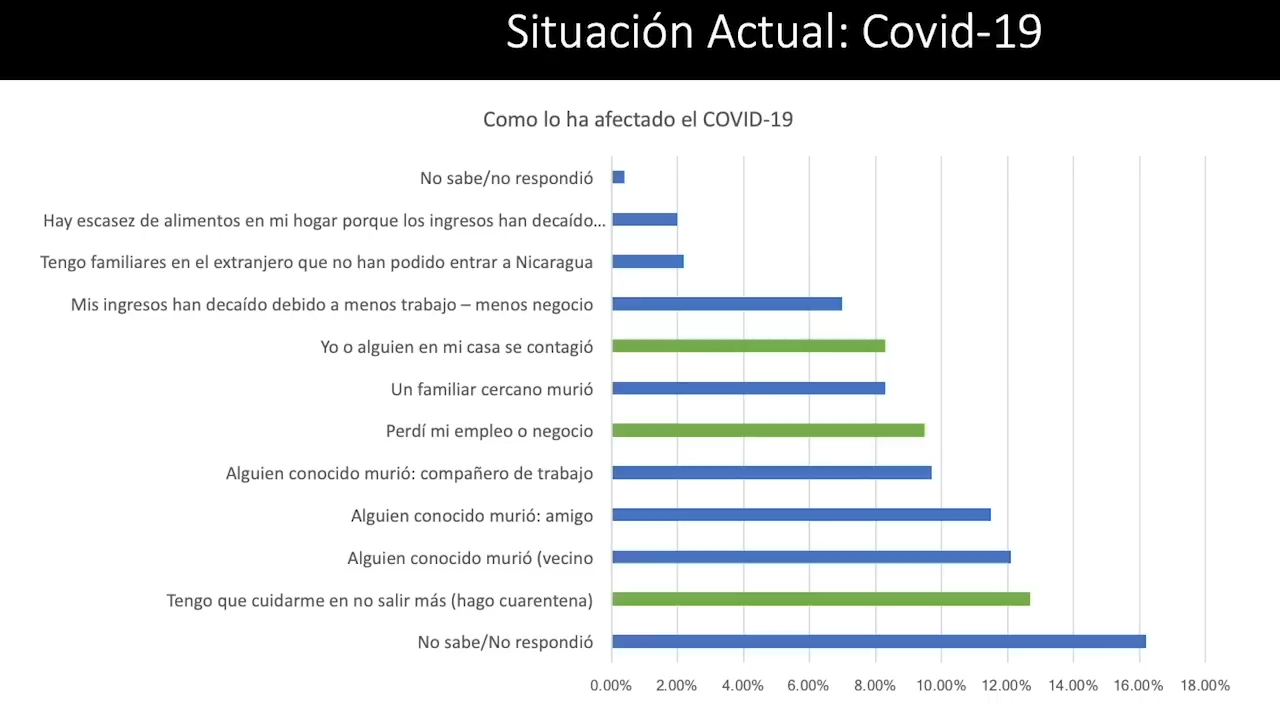 Situación Actual: Covid-19
Como lo ha afectado el COVID-19
No sabe/no respondió
Hay escasez de alimentos en mi hogar porque los ingresos han decaído...
Tengo familiares en el extranjero que no han podido entrar a Nicaragua
Mis ingresos han decaído debido a menos trabajo – menos negocio
Yo o alguien en mi casa se contagió
Un familiar cercano murió
Perdí mi empleo o negocio
Alguien conocido murió: compañero de trabajo
Alguien conocido murió: amigo
Alguien conocido murió (vecino
Tengo que cuidarme en no salir más (hago cuarentena)
No sabe/No respondió
0.00% 2.00% 4.00% 6.00% 8.00% 10.00% 12.00% 14.00% 16.00% 18.00%